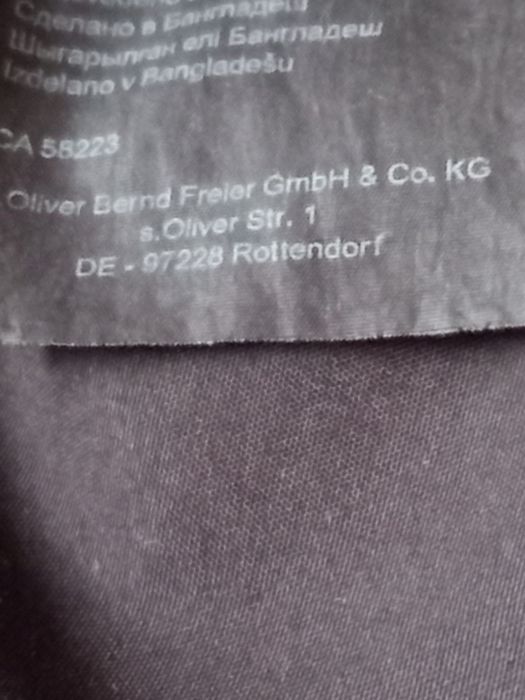 Сделано в Бангладеш
Шығарылған елі Бангладеш
Izdelano v Bangladešu
CA 58223
Oliver Bernd Freier GmbH & Co. KG
s.Oliver Str. 1
DE - 97228 Rottendorf